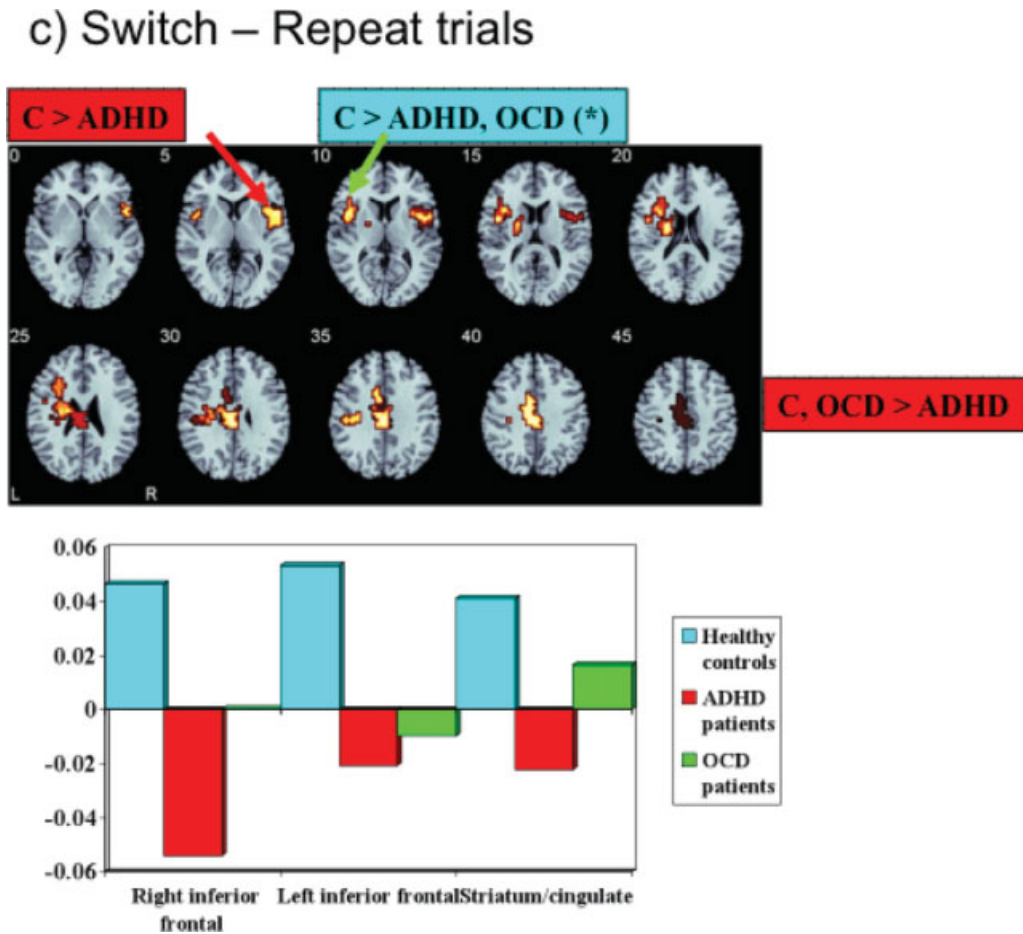 c) Switch – Repeat trials
C > ADHD
C > ADHD, OCD (*)
0 5 10 15 20
25 30 35 40 45
C, OCD > ADHD
L R
0.06
0.04
0.02
0
-0.02
-0.04
-0.06
Healthy
controls
ADHD
patients
OCD
patients
Right inferior
frontal
Left inferior frontal
Striatum/cingulate